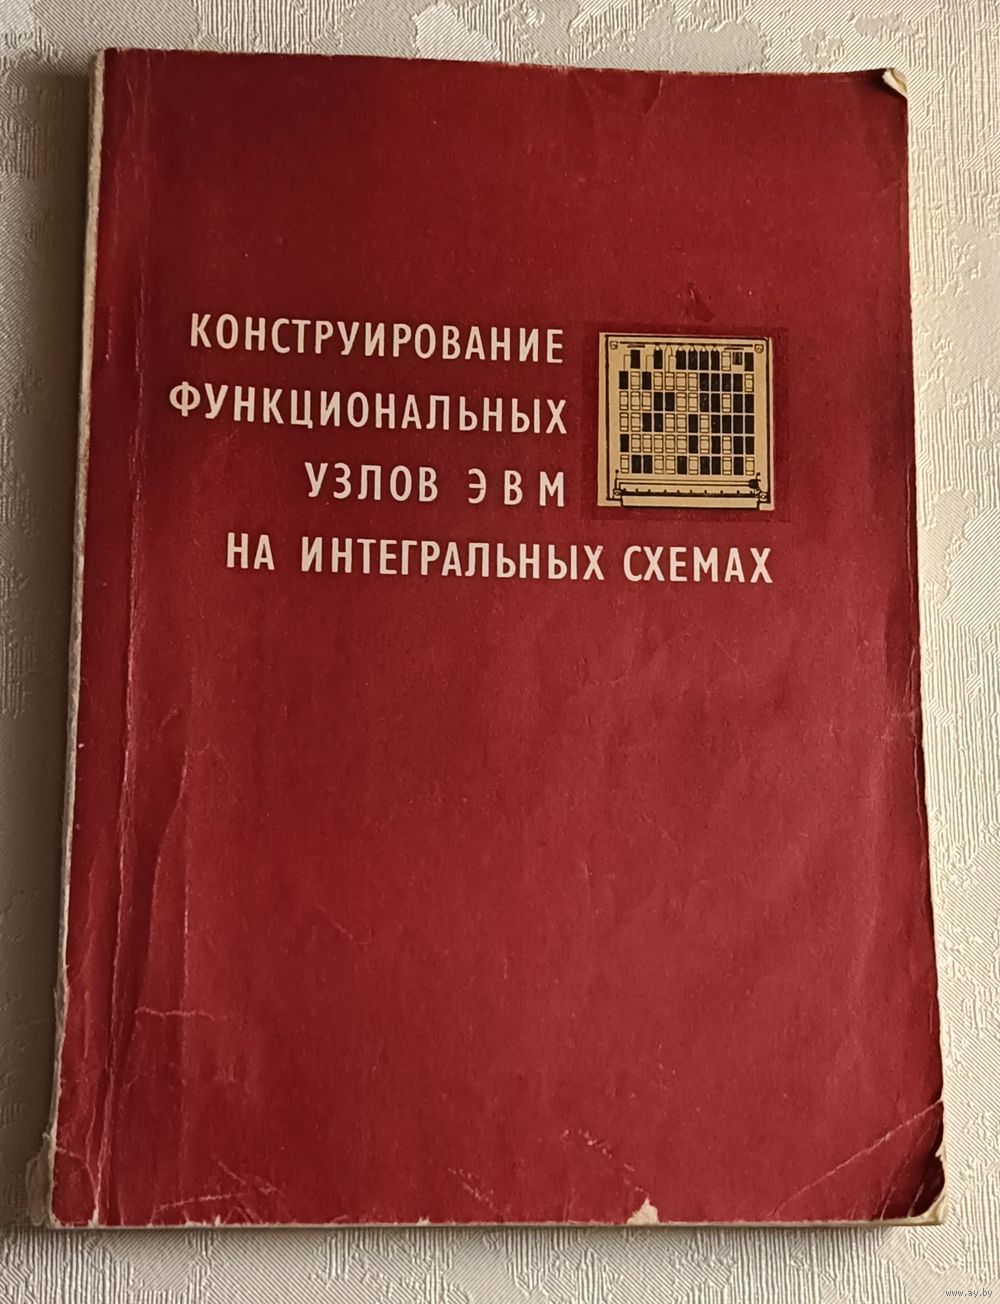 КОНСТРУИРОВАНИЕ
ФУНКЦИОНАЛЬНЫХ
УЗЛОВ ЭВМ
НА ИНТЕГРАЛЬНЫХ СХЕМАХ
www.ay.by